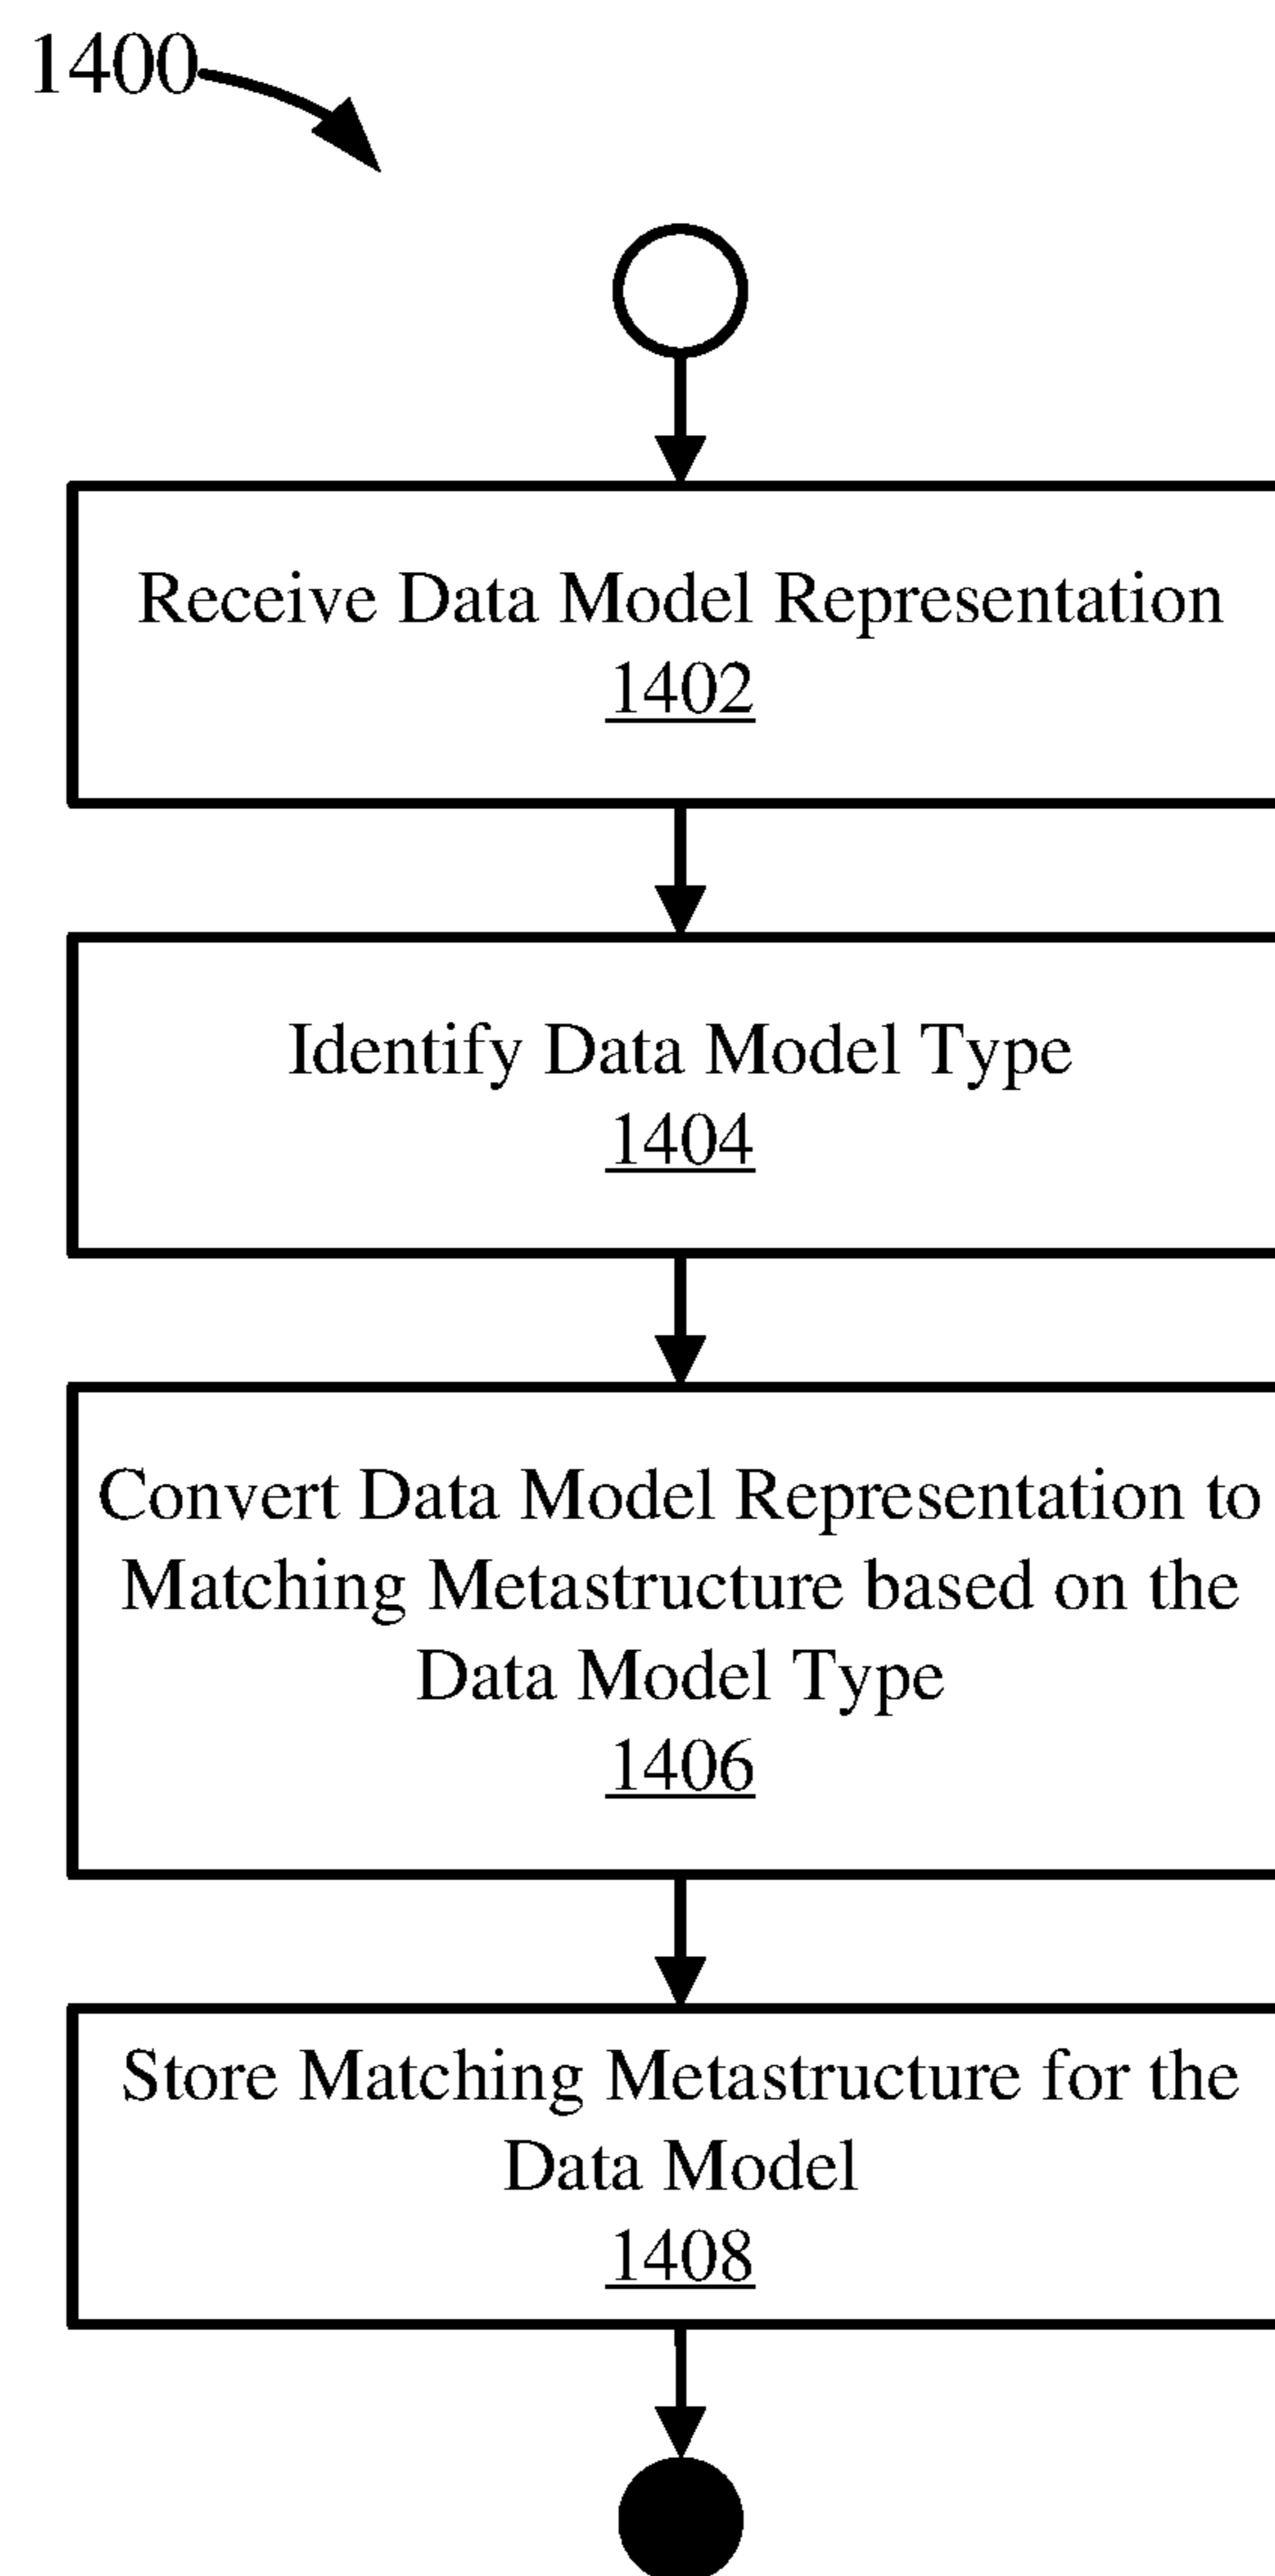 1400
Receive Data Model Representation
1402
Identify Data Model Type
1404
Convert Data Model Representation to
Matching Metastructure based on the
Data Model Type
1406
Store Matching Metastructure for the
Data Model
1408